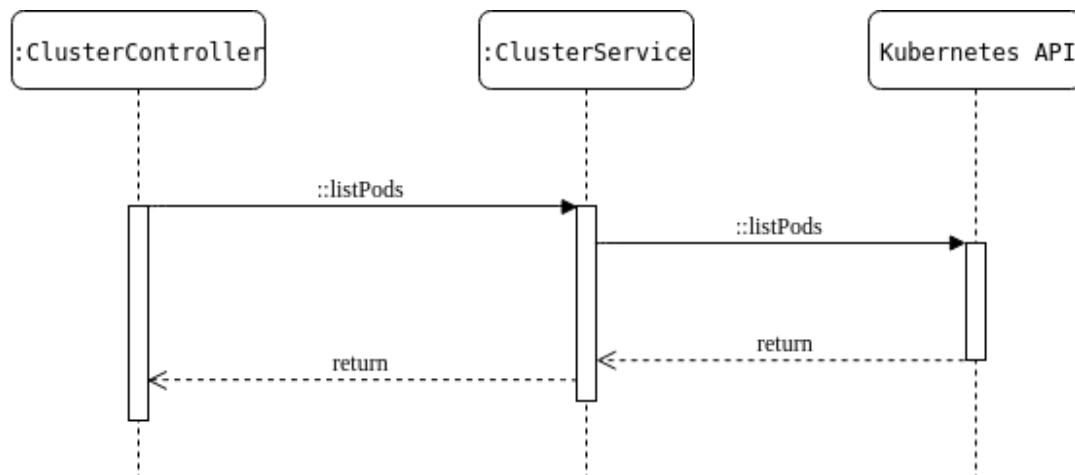 :ClusterController
:ClusterService
Kubernetes API
::listPods
::listPods
return
return